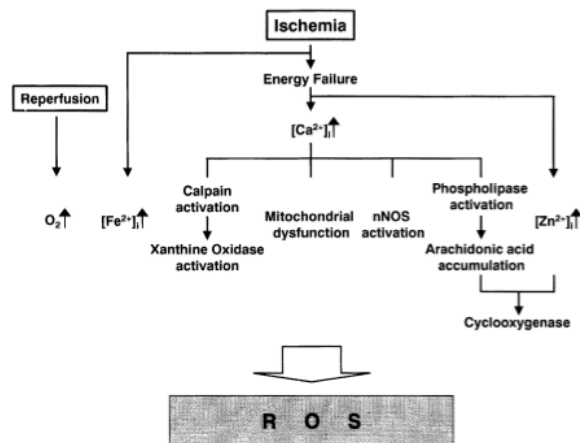 Ischemia
Energy Failure
Reperfusion
[Ca²⁺]ᵢ
Calpain
activation
Xanthine Oxidase
activation
Mitochondrial
dysfunction
nNOS
activation
Phospholipase
activation
Arachidonic acid
accumulation
O₂
[Fe²⁺]ᵢ
[Zn²⁺]ᵢ
Cyclooxygenase
R O S